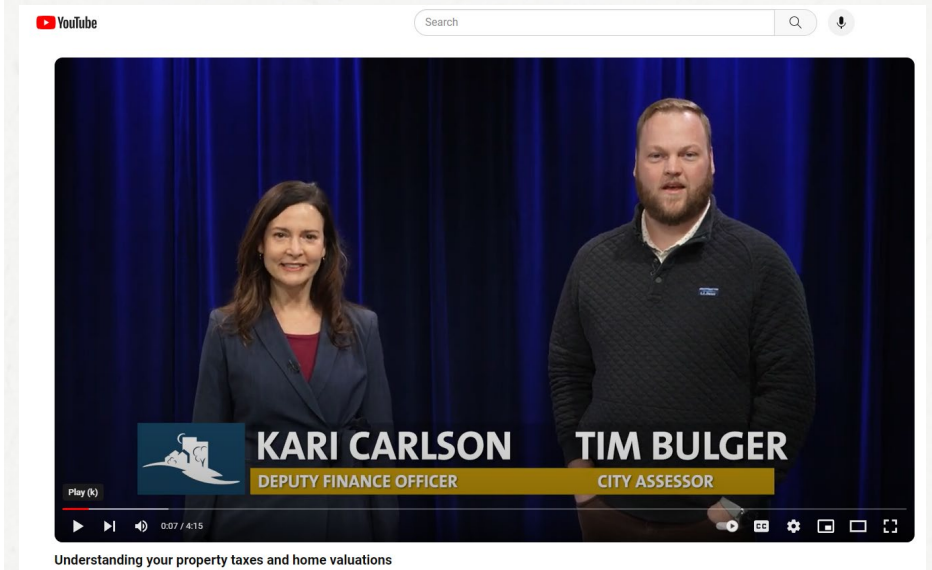 YouTube
Search
KARI CARLSON TIM BULGER
DEPUTY FINANCE OFFICER CITY ASSESSOR
Play (k)
0:07 / 4:15
CC
Understanding your property taxes and home valuations